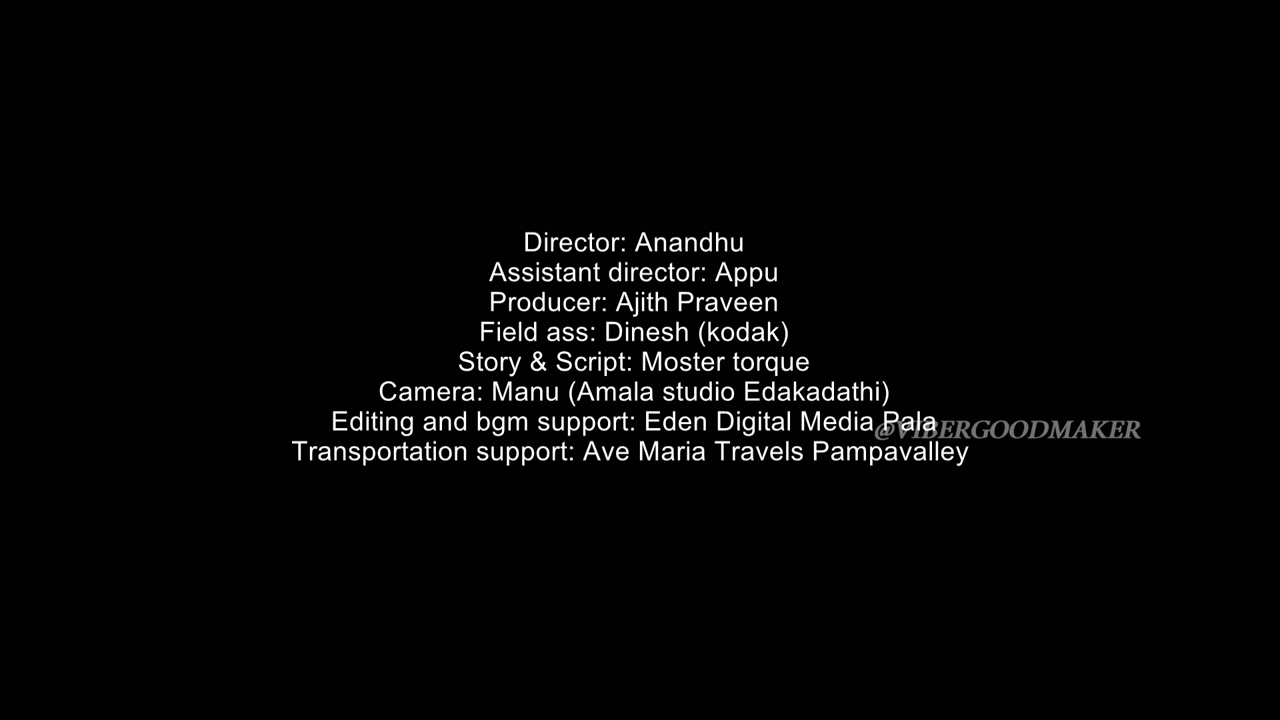 Director: Anandhu
Assistant director: Appu
Producer: Ajith Praveen
Field ass: Dinesh (kodak)
Story & Script: Moster torque
Camera: Manu (Amala studio Edakadathi)
Editing and bgm support: Eden Digital Media Pala
@VIBERGOODMAKER
Transportation support: Ave Maria Travels Pampavalley